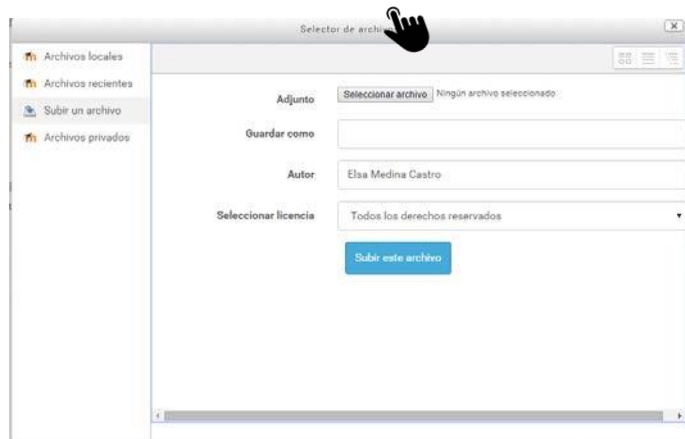 Selector de archiv
Archivos locales
Archivos recientes
Subir un archivo
Archivos privados
Adjunto
Seleccionar archivo Ningún archivo seleccionado
Guardar como
Autor
Elsa Medina Castro
Seleccionar licencia
Todos los derechos reservados
Subir este archivo